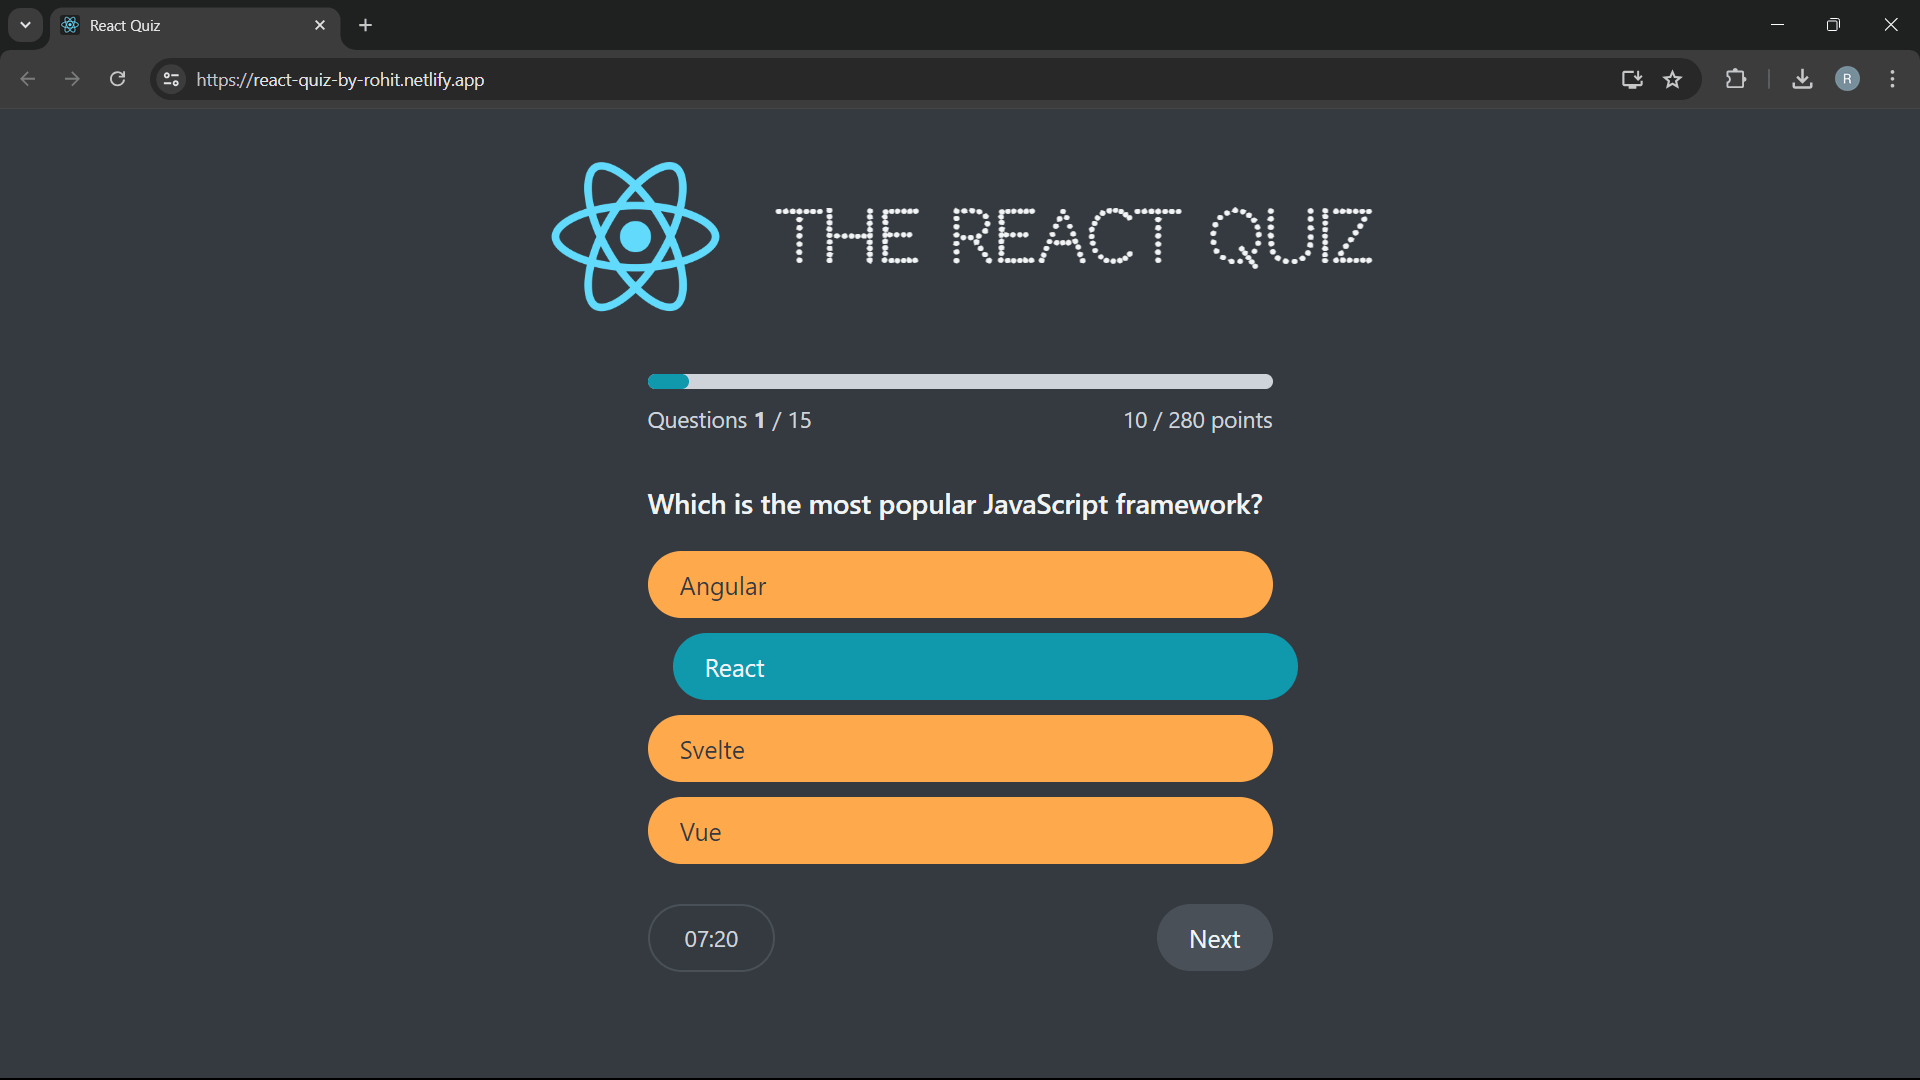 React Quiz
https://react-quiz-by-rohit.netlify.app
R
THE REACT QUIZ
Questions 1 / 15
10 / 280 points
Which is the most popular JavaScript framework?
Angular
React
Svelte
Vue
07:20
Next